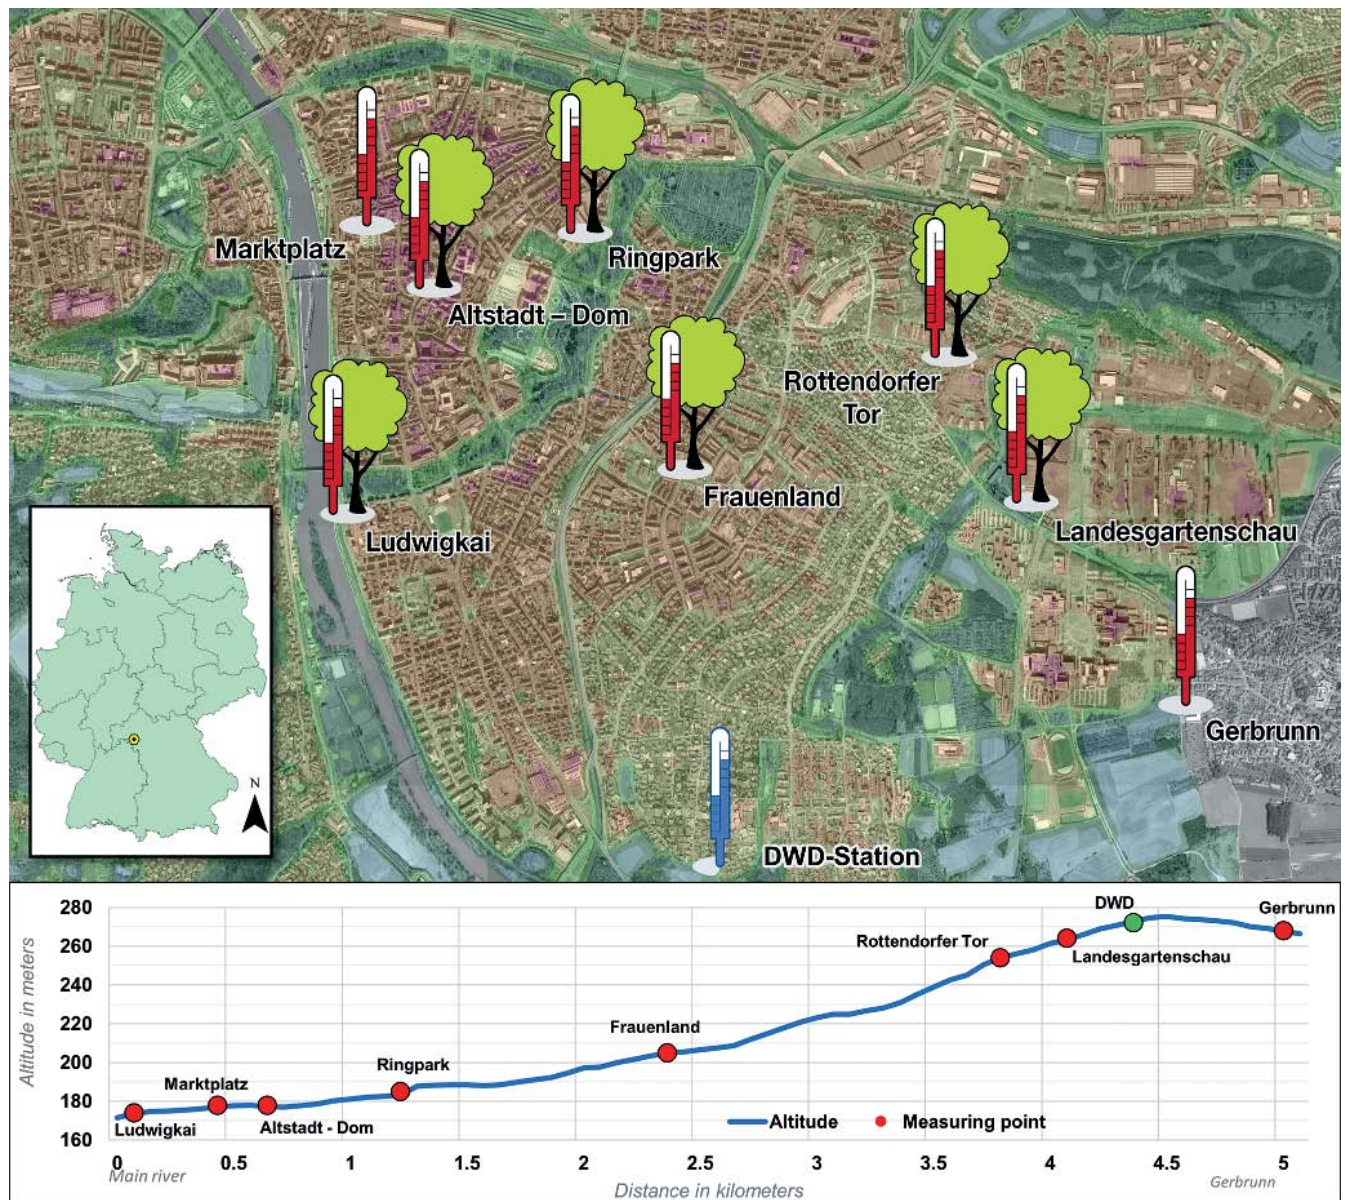 Marktplatz
Ringpark
Altstadt – Dom
Rottendorfer
Tor
Frauenland
Ludwigkai
Landesgartenschau
N
Gerbrunn
DWD-Station
280
260
240
220
200
180
160
Altitude in meters
DWD
Gerbrunn
Rottendorfer Tor
Landesgartenschau
Frauenland
Ringpark
Marktplatz
Ludwigkai
Altstadt - Dom
Altitude
Measuring point
0 0.5 1 1.5 2 2.5 3 3.5 4 4.5 5
Main river
Gerbrunn
Distance in kilometers